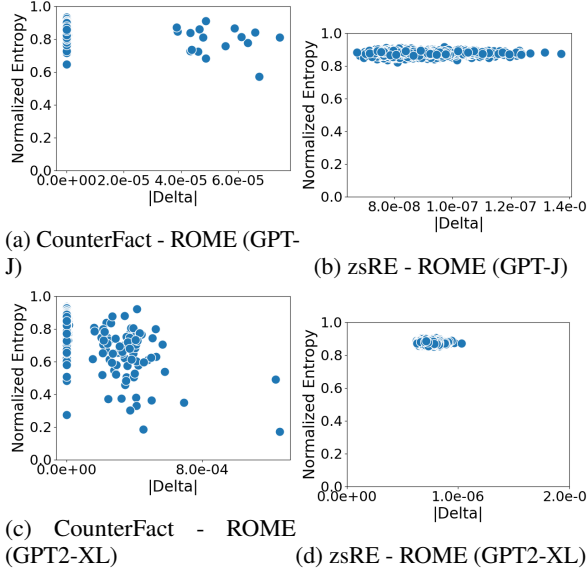 1.0
0.8
0.6
0.4
0.2
0.0
Normalized Entropy
0.0e+00 2.0e-05 4.0e-05 6.0e-05
|Delta|
(a) CounterFact - ROME (GPT-
J)
1.0
0.8
0.6
0.4
0.2
0.0
Normalized Entropy
8.0e-08 1.0e-07 1.2e-07 1.4e-0
|Delta|
(b) zsRE - ROME (GPT-J)
1.0
0.8
0.6
0.4
0.2
0.0
Normalized Entropy
0.0e+00 8.0e-04
|Delta|
(c) CounterFact - ROME
(GPT2-XL)
1.0
0.8
0.6
0.4
0.2
0.0
Normalized Entropy
0.0e+00 1.0e-06 2.0e-0
|Delta|
(d) zsRE - ROME (GPT2-XL)